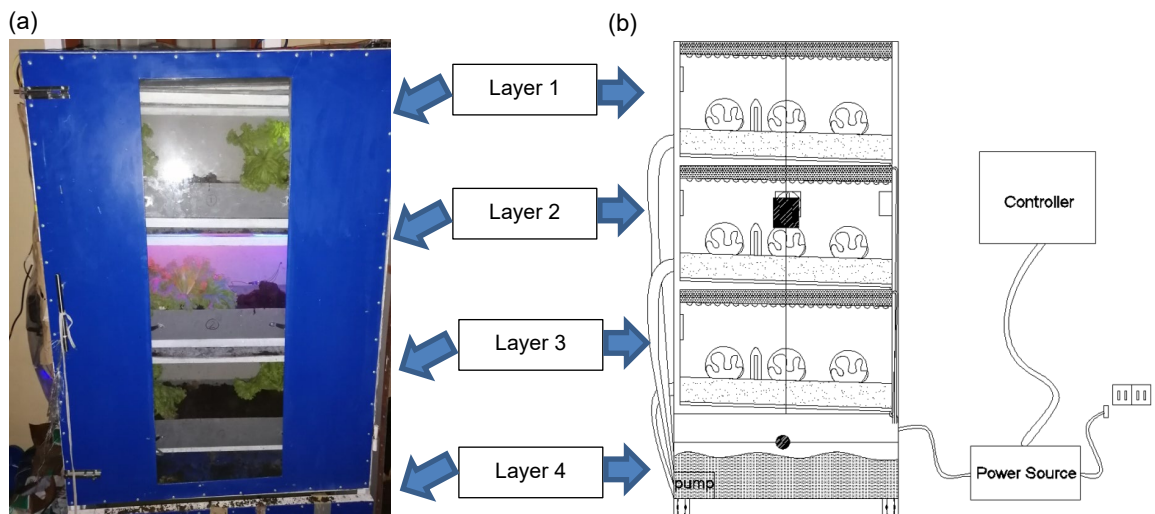 (a)
(b)
Layer 1
Layer 2
Layer 3
Layer 4
Controller
Power Source
pump